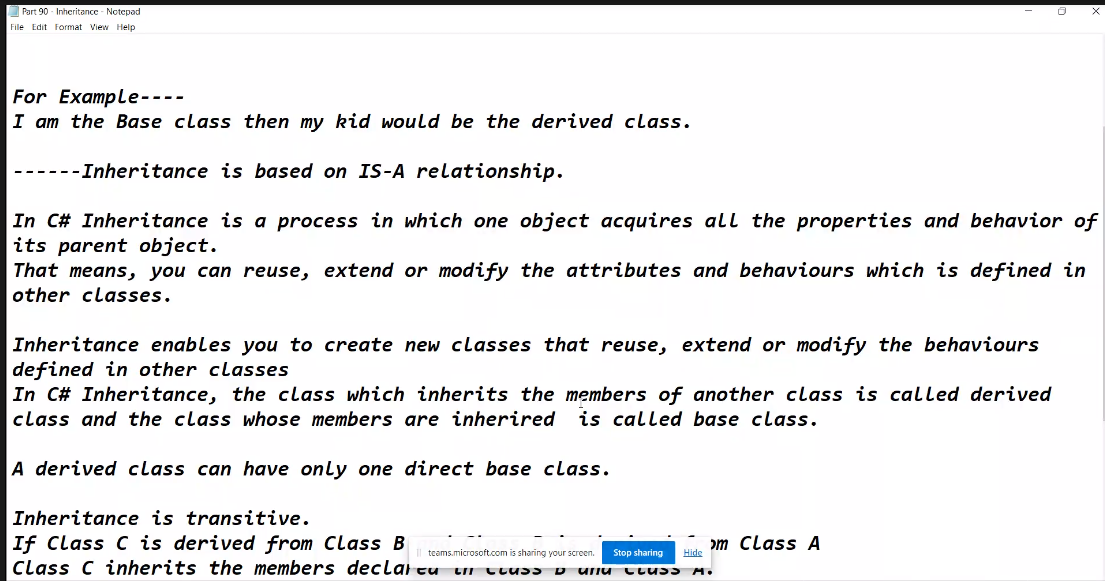 Part 90 - Inheritance - Notepad
File Edit Format View Help
For Example----
I am the Base class then my kid would be the derived class.
------Inheritance is based on IS-A relationship.
In C# Inheritance is a process in which one object acquires all the properties and behavior of
its parent object.
That means, you can reuse, extend or modify the attributes and behaviours which is defined in
other classes.
Inheritance enables you to create new classes that reuse, extend or modify the behaviours
defined in other classes
In C# Inheritance, the class which inherits the members of another class is called derived
class and the class whose members are inherired  is called base class.
A derived class can have only one direct base class.
Inheritance is transitive.
If Class C is derived from Class B from Class A
Class C inherits the members declared in Class B and Class A.
teams.microsoft.com is sharing your screen. Stop sharing Hide